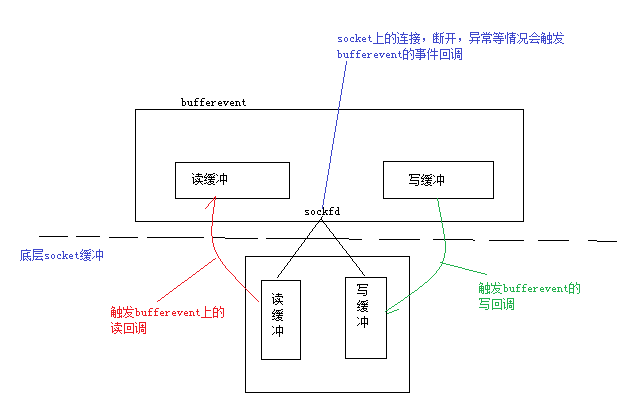 socket上的连接，断开，异常等情况会触发
bufferevent的事件回调
bufferevent
读缓冲
写缓冲
sockfd
底层socket缓冲
读
缓
冲
写
缓
冲
触发bufferevent上的
读回调
触发bufferevent的
写回调